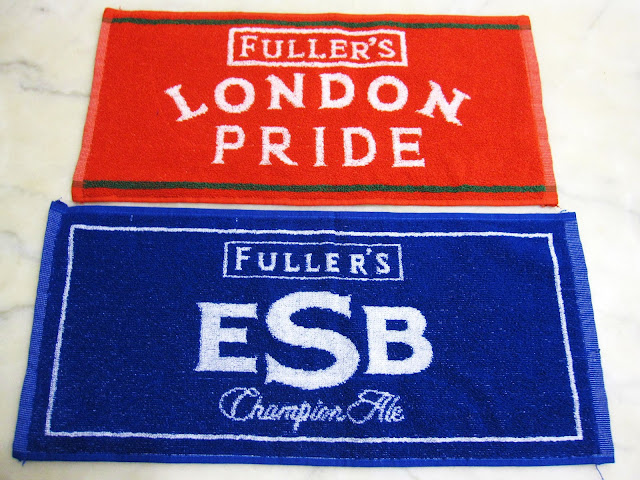 FULLER'S
LONDON
PRIDE
FULLER'S
ESB
Champion Ale